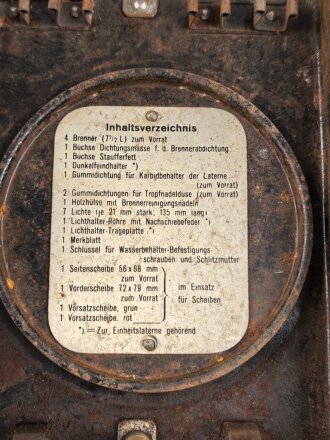 Inhaltsverzeichnis
4 Brenner (7½ L) zum Vorrat
1 Büchse Dichtungsmasse f. d. Brennerabdichtung
1 Büchse Staufferfett
1 Dunkelfeindhalter *)
1 Gummidichtung für Karbidbehälter der Laterne
(zum Vorrat)
2 Gummidichtungen für Tropfnadeldüse (zum Vorrat)
1 Holzhülse mit Brennerreinigungsnadeln
7 Lichte (je 21 mm stark, 135 mm lang)
1 Lichthalter-Röhre mit Nachschiebefeder *)
1 Lichthalter-Trageplatte *)
1 Merkblatt
1 Schlüssel für Wasserbehälter-Befestigungs-
schrauben und Schlitzmutter
1 Seitenscheibe 56 x 88 mm
zum Vorrat
1 Vorderscheibe 72 x 79 mm
zum Vorrat
1 Vorsatzscheibe, grün
1 Vorsatzscheibe, rot
im Einsatz
für Scheiben
*) = Zur Einheitslaterne gehörend